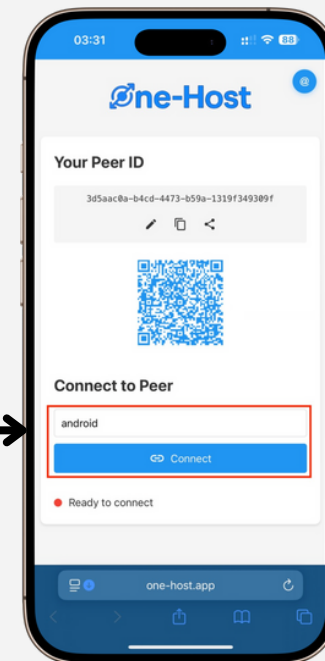 03:31
88
@
One-Host
Your Peer ID
3d5aac0a-b4cd-4473-b59a-1319f349309f
Connect to Peer
android
Connect
Ready to connect
one-host.app